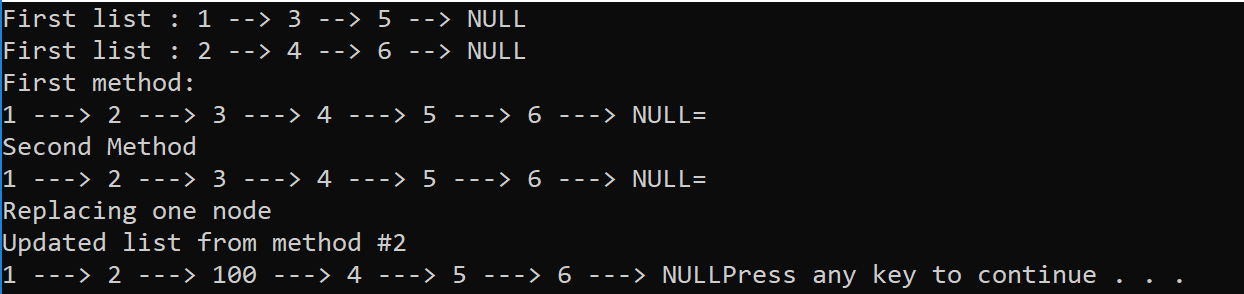 First list : 1 --> 3 --> 5 --> NULL
First list : 2 --> 4 --> 6 --> NULL
First method:
1 ---> 2 ---> 3 ---> 4 ---> 5 ---> 6 ---> NULL=
Second Method
1 ---> 2 ---> 3 ---> 4 ---> 5 ---> 6 ---> NULL=
Replacing one node
Updated list from method #2
1 ---> 2 ---> 100 ---> 4 ---> 5 ---> 6 ---> NULLPress any key to continue . . .